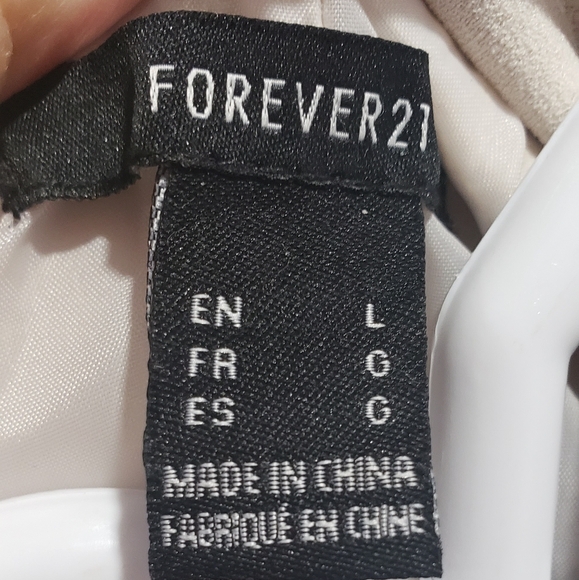 FOREVER21
EN L
FR G
ES G
MADE IN CHINA
FABRIQUÉ EN CHINE